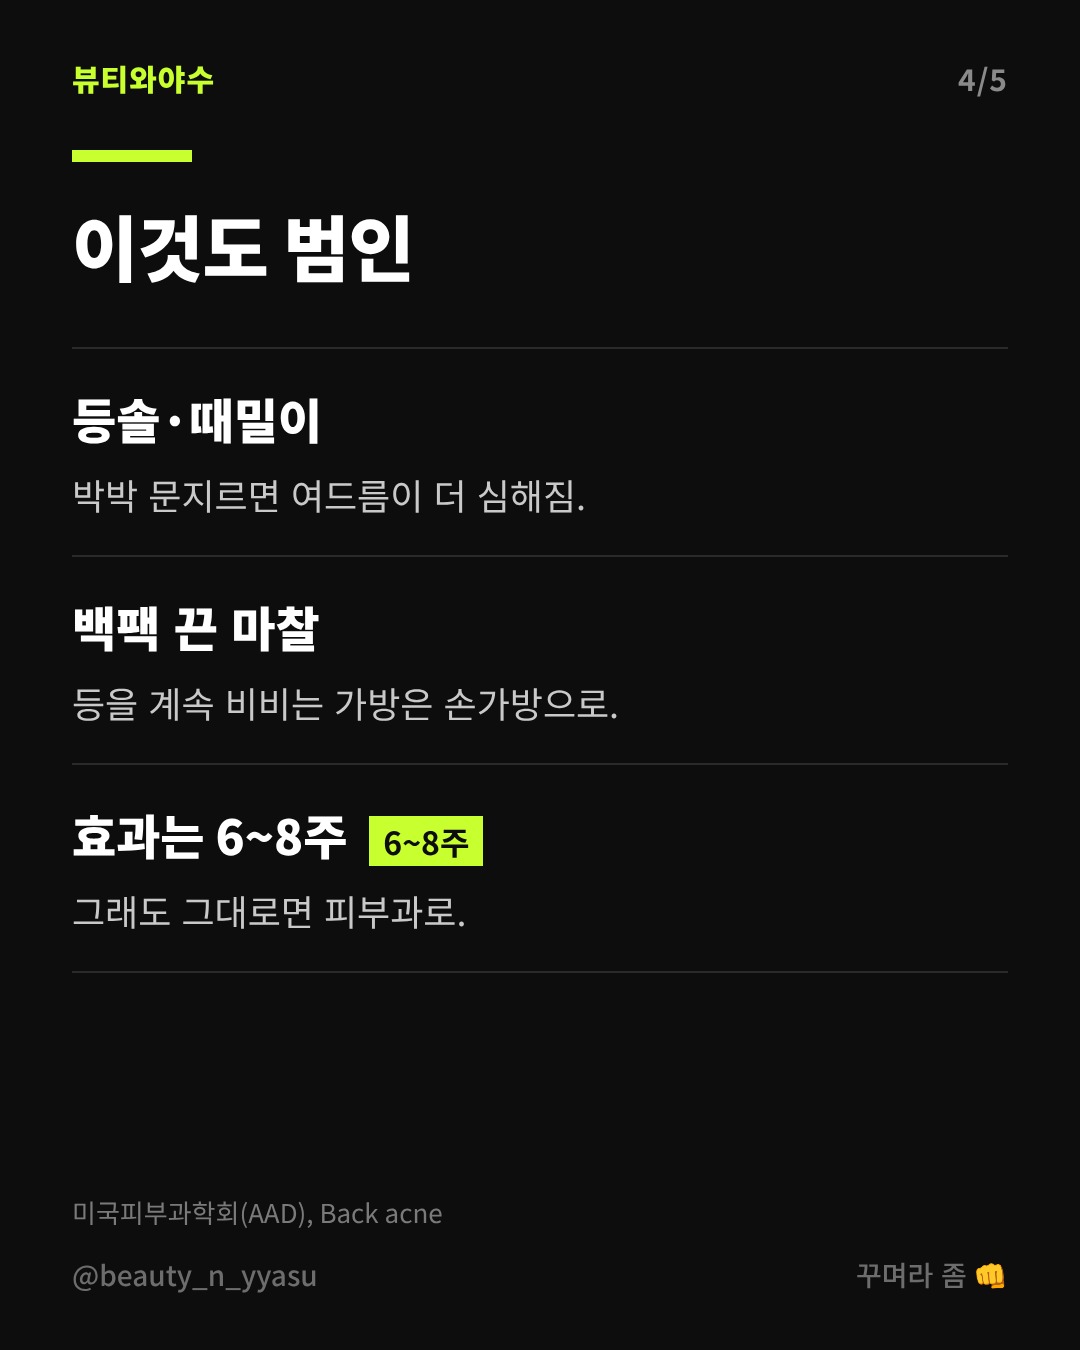 뷰티와야수
4/5
이것도 범인
등솔·때밀이
박박 문지르면 여드름이 더 심해짐.
백팩 끈 마찰
등을 계속 비비는 가방은 손가방으로.
효과는 6~8주 6~8주
그래도 그대로면 피부과로.
미국피부과학회(AAD), Back acne
@beauty_n_yyasu
꾸며라 좀 👊